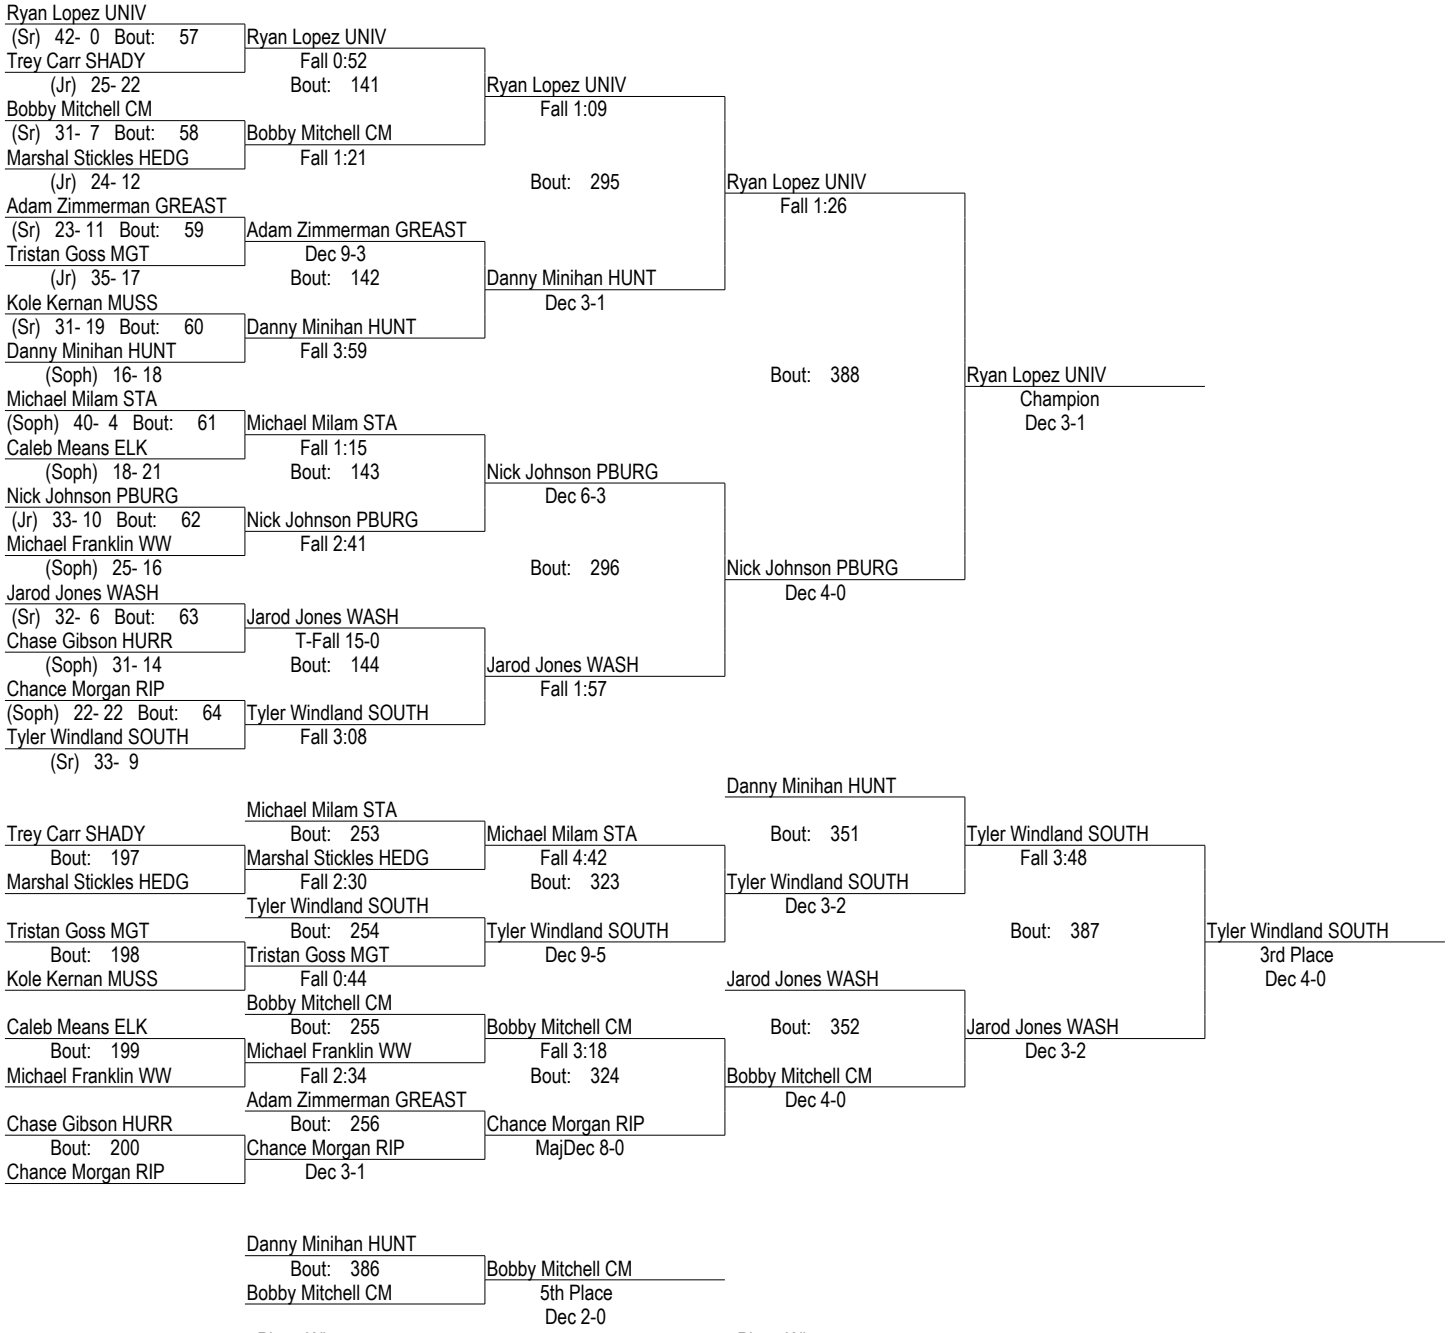 Ryan Lopez UNIV
(Sr) 42- 0 Bout: 57 Ryan Lopez UNIV
Trey Carr SHADY Fall 0:52
(Jr) 25- 22 Bout: 141 Ryan Lopez UNIV
Bobby Mitchell CM Fall 1:09
(Sr) 31- 7 Bout: 58 Bobby Mitchell CM
Marshal Stickles HEDG Fall 1:21
(Jr) 24- 12 Bout: 295 Ryan Lopez UNIV
Adam Zimmerman GREAST Fall 1:26
(Sr) 23- 11 Bout: 59 Adam Zimmerman GREAST
Tristan Goss MGT Dec 9-3
(Jr) 35- 17 Bout: 142 Danny Minihan HUNT
Kole Kernan MUSS Dec 3-1
(Sr) 31- 19 Bout: 60 Danny Minihan HUNT
Danny Minihan HUNT Fall 3:59
(Soph) 16- 18 Bout: 388 Ryan Lopez UNIV
Michael Milam STA Champion
(Soph) 40- 4 Bout: 61 Michael Milam STA Dec 3-1
Caleb Means ELK Fall 1:15
(Soph) 18- 21 Bout: 143 Nick Johnson PBURG
Nick Johnson PBURG Dec 6-3
(Jr) 33- 10 Bout: 62 Nick Johnson PBURG
Michael Franklin WW Fall 2:41
(Soph) 25- 16 Bout: 296 Nick Johnson PBURG
Jarod Jones WASH Dec 4-0
(Sr) 32- 6 Bout: 63 Jarod Jones WASH
Chase Gibson HURR T-Fall 15-0
(Soph) 31- 14 Bout: 144 Jarod Jones WASH
Chance Morgan RIP Fall 1:57
(Soph) 22- 22 Bout: 64 Tyler Windland SOUTH
Tyler Windland SOUTH Fall 3:08
(Sr) 33- 9
Danny Minihan HUNT
Michael Milam STA
Trey Carr SHADY Bout: 253 Michael Milam STA Bout: 351 Tyler Windland SOUTH
Bout: 197 Marshal Stickles HEDG Fall 4:42 Fall 3:48
Marshal Stickles HEDG Fall 2:30 Bout: 323 Tyler Windland SOUTH
Tyler Windland SOUTH Dec 3-2
Tristan Goss MGT Bout: 254 Tyler Windland SOUTH Bout: 387 Tyler Windland SOUTH
Bout: 198 Tristan Goss MGT Dec 9-5 3rd Place
Kole Kernan MUSS Fall 0:44 Jarod Jones WASH Dec 4-0
Bobby Mitchell CM
Caleb Means ELK Bout: 255 Bobby Mitchell CM Bout: 352 Jarod Jones WASH
Bout: 199 Michael Franklin WW Fall 3:18 Dec 3-2
Michael Franklin WW Fall 2:34 Bout: 324 Bobby Mitchell CM
Adam Zimmerman GREAST Dec 4-0
Chase Gibson HURR Bout: 256 Chance Morgan RIP
Bout: 200 Chance Morgan RIP MajDec 8-0
Chance Morgan RIP Dec 3-1
Danny Minihan HUNT
Bout: 386 Bobby Mitchell CM
Bobby Mitchell CM 5th Place
Dec 2-0